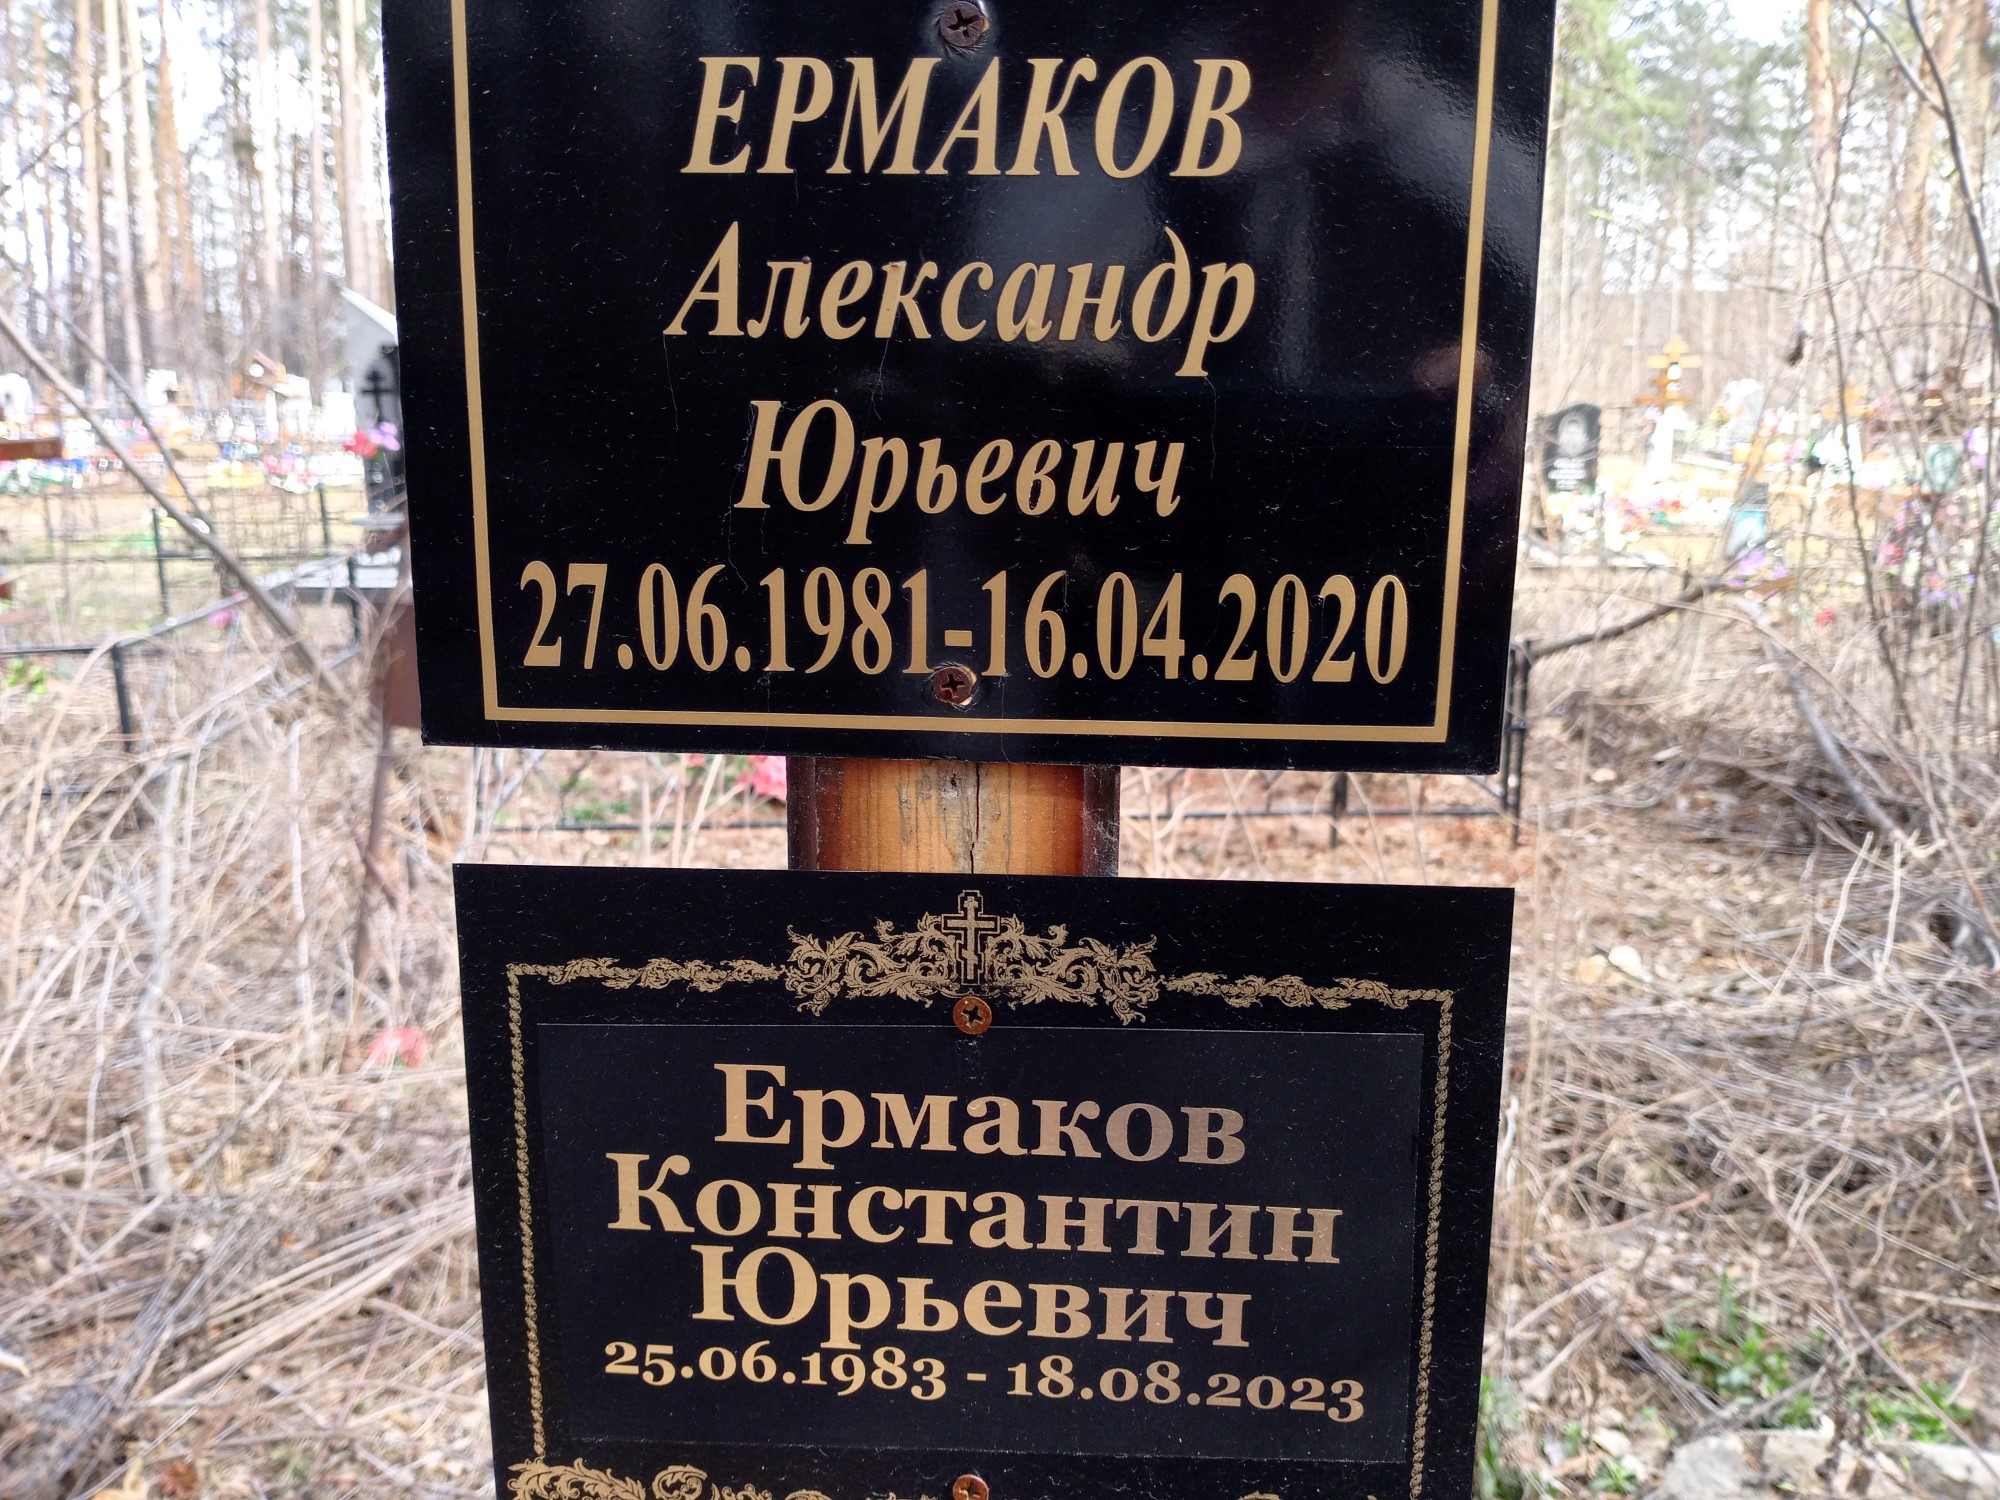 ЕРМАКОВ
Александр
Юрьевич
27.06.1981-16.04.2020
Ермаков
Константин
Юрьевич
25.06.1983 - 18.08.2023